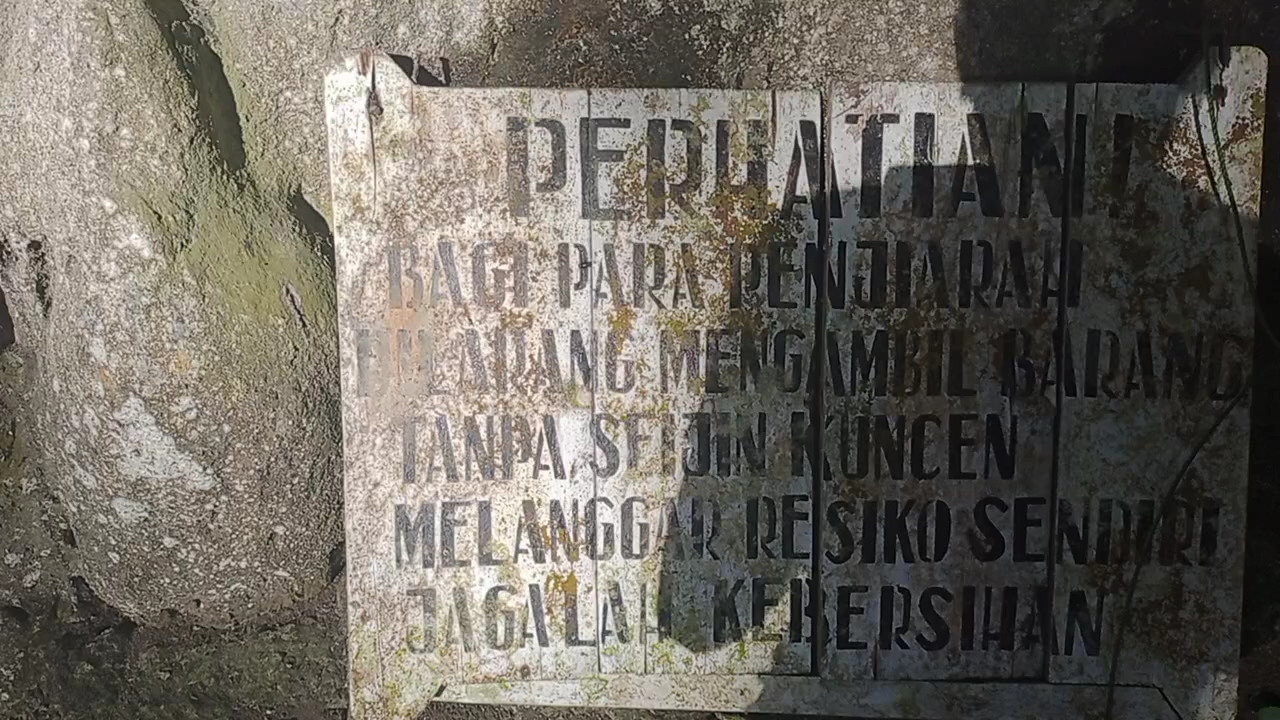 PERHATIAN!
BAGI PARA PENJIARAH
DILARANG MENGAMBIL BARANG
TANPA SEIJIN KUNCEN
MELANGGAR RESIKO SENDIRI
JAGALAH KEBERSIHAN